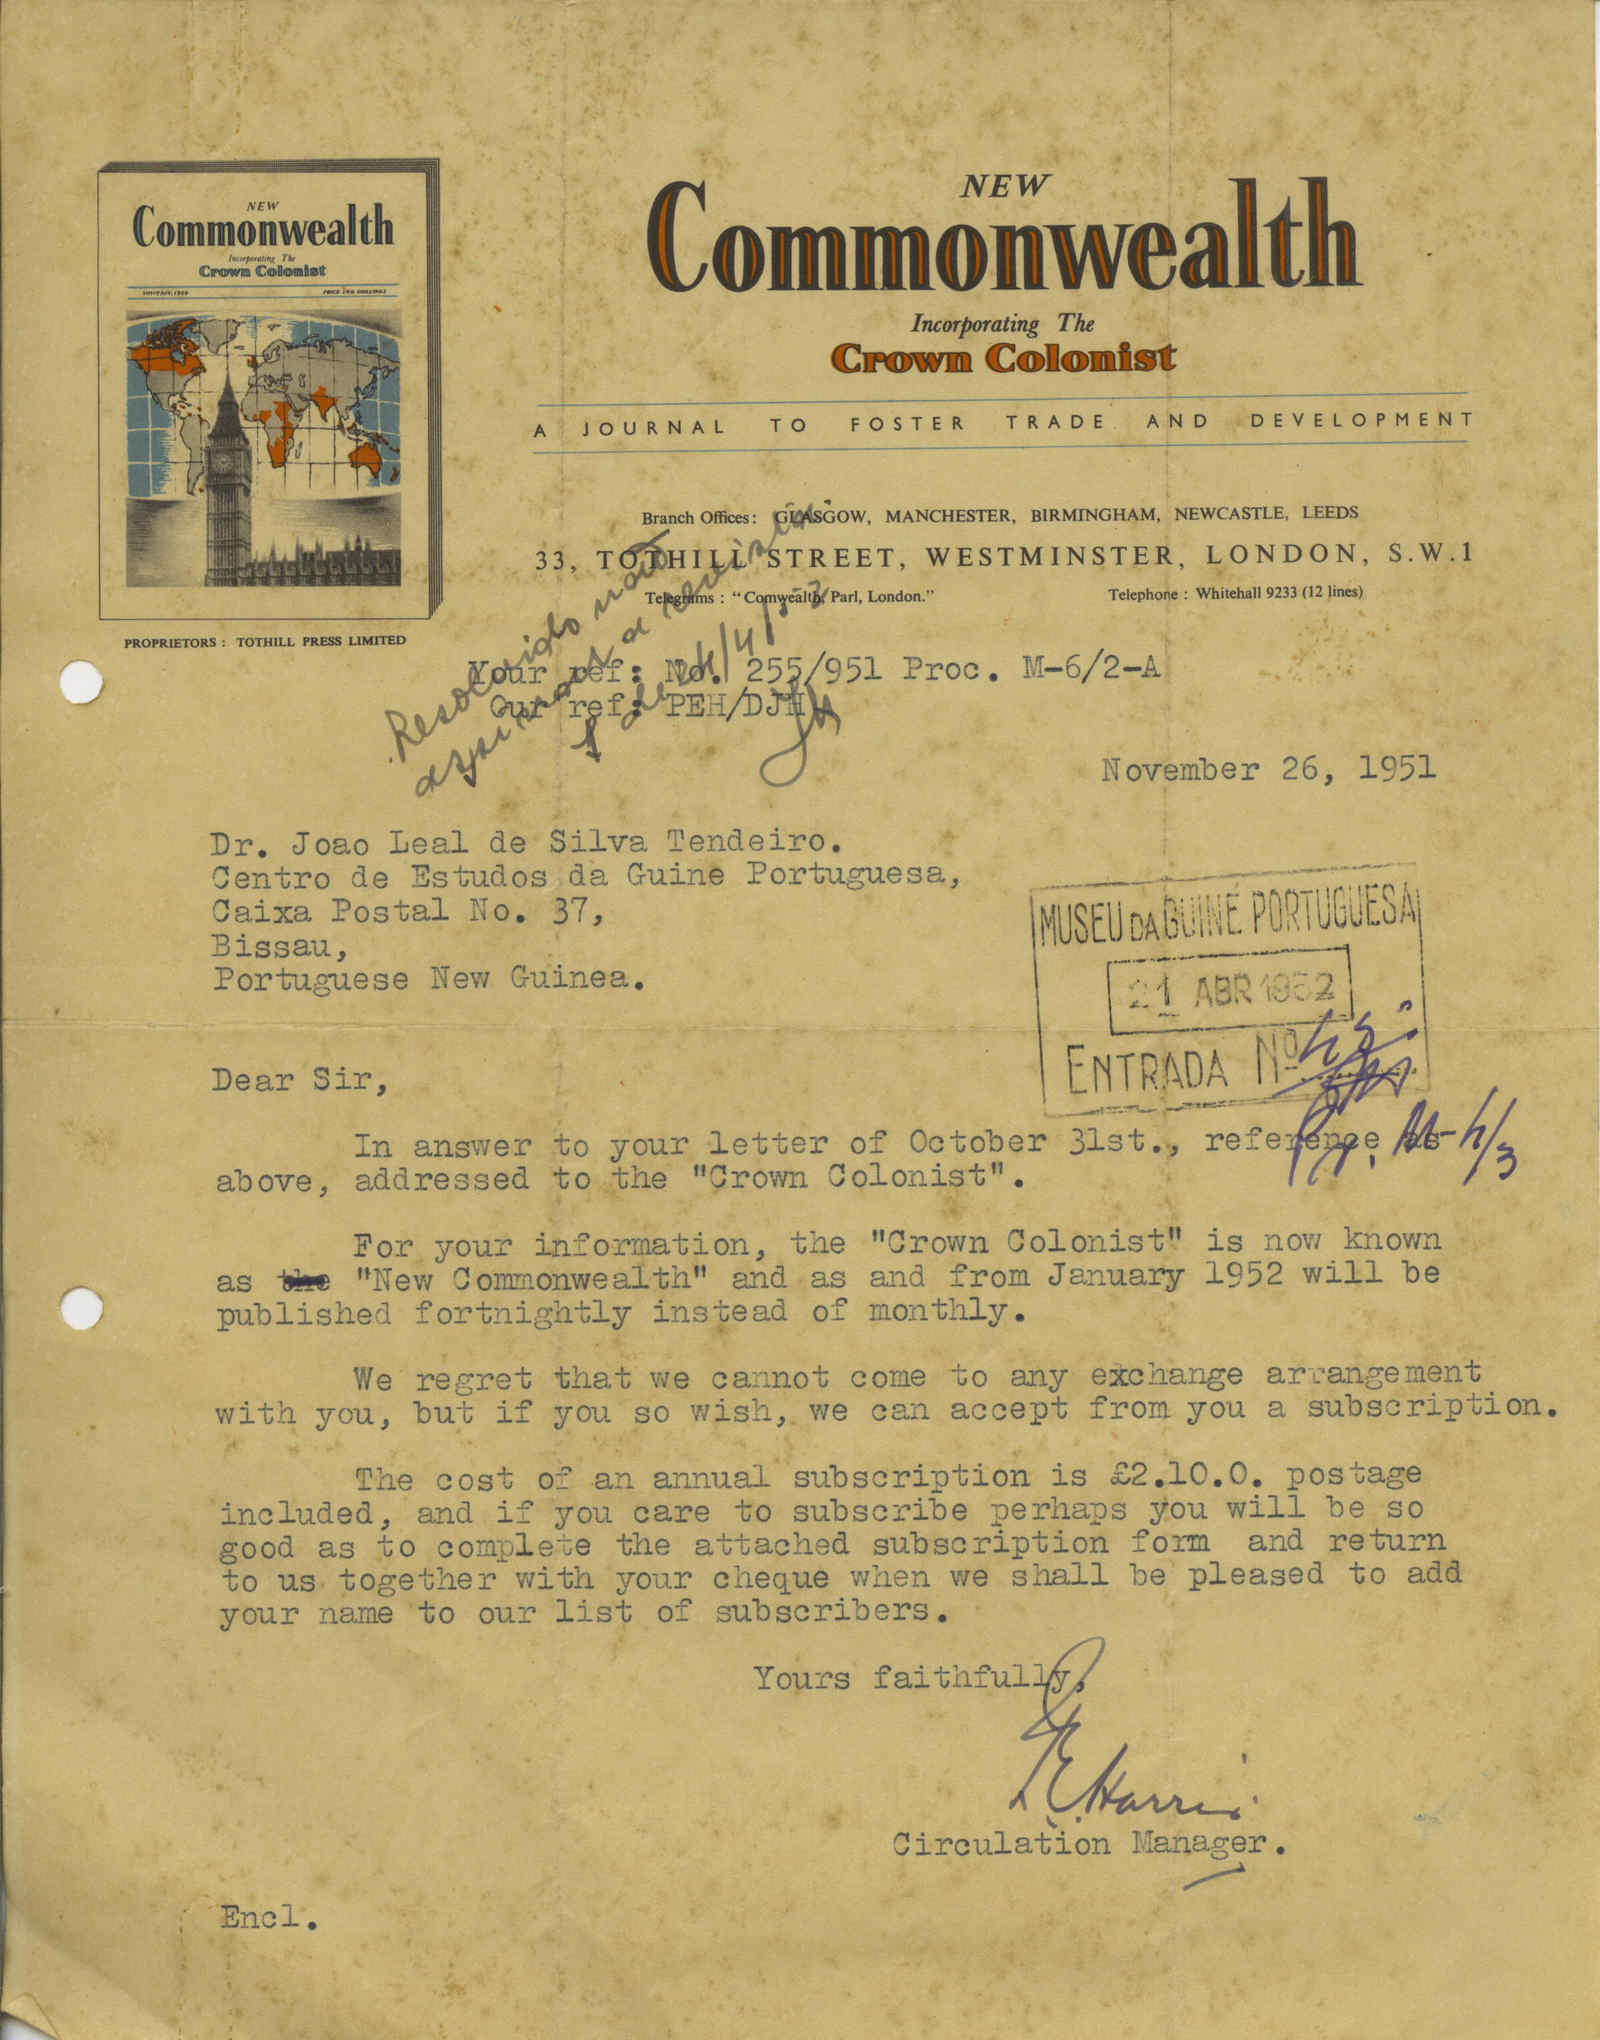 NEW
Commonwealth
Incorporating The
Crown Colonist
PRICE TWO SHILLINGS
PROPRIETORS : TOTHILL PRESS LIMITED
NEW
Commonwealth
Incorporating The
Crown Colonist
A JOURNAL TO FOSTER TRADE AND DEVELOPMENT
Branch Offices: GLASGOW, MANCHESTER, BIRMINGHAM, NEWCASTLE, LEEDS
33, TOTHILL STREET, WESTMINSTER, LONDON, S.W.1
Telegrams : "Comwealth, Parl, London."
Telephone : Whitehall 9233 (12 lines)
Resolvido não
assinar a revista
Your ref: No. 255/951 Proc. M-6/2-A
Our ref: PEH/DJH
November 26, 1951
Dr. Joao Leal de Silva Tendeiro.
Centro de Estudos da Guine Portuguesa,
Caixa Postal No. 37,
Bissau,
Portuguese New Guinea.
MUSEU DA GUINÉ PORTUGUESA
21 ABR 1952
ENTRADA Nº
Dear Sir,
In answer to your letter of October 31st., reference as
above, addressed to the "Crown Colonist".
For your information, the "Crown Colonist" is now known
as the "New Commonwealth" and as and from January 1952 will be
published fortnightly instead of monthly.
We regret that we cannot come to any exchange arrangement
with you, but if you so wish, we can accept from you a subscription.
The cost of an annual subscription is £2.10.0. postage
included, and if you care to subscribe perhaps you will be so
good as to complete the attached subscription form and return
to us together with your cheque when we shall be pleased to add
your name to our list of subscribers.
Yours faithfully,
E Harris
Circulation Manager.
Encl.